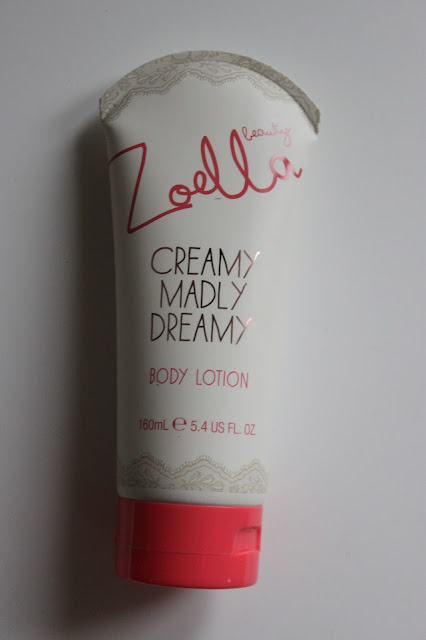 beauty
Zoella
CREAMY
MADLY
DREAMY
BODY LOTION
160mL ℮ 5.4 US FL. OZ